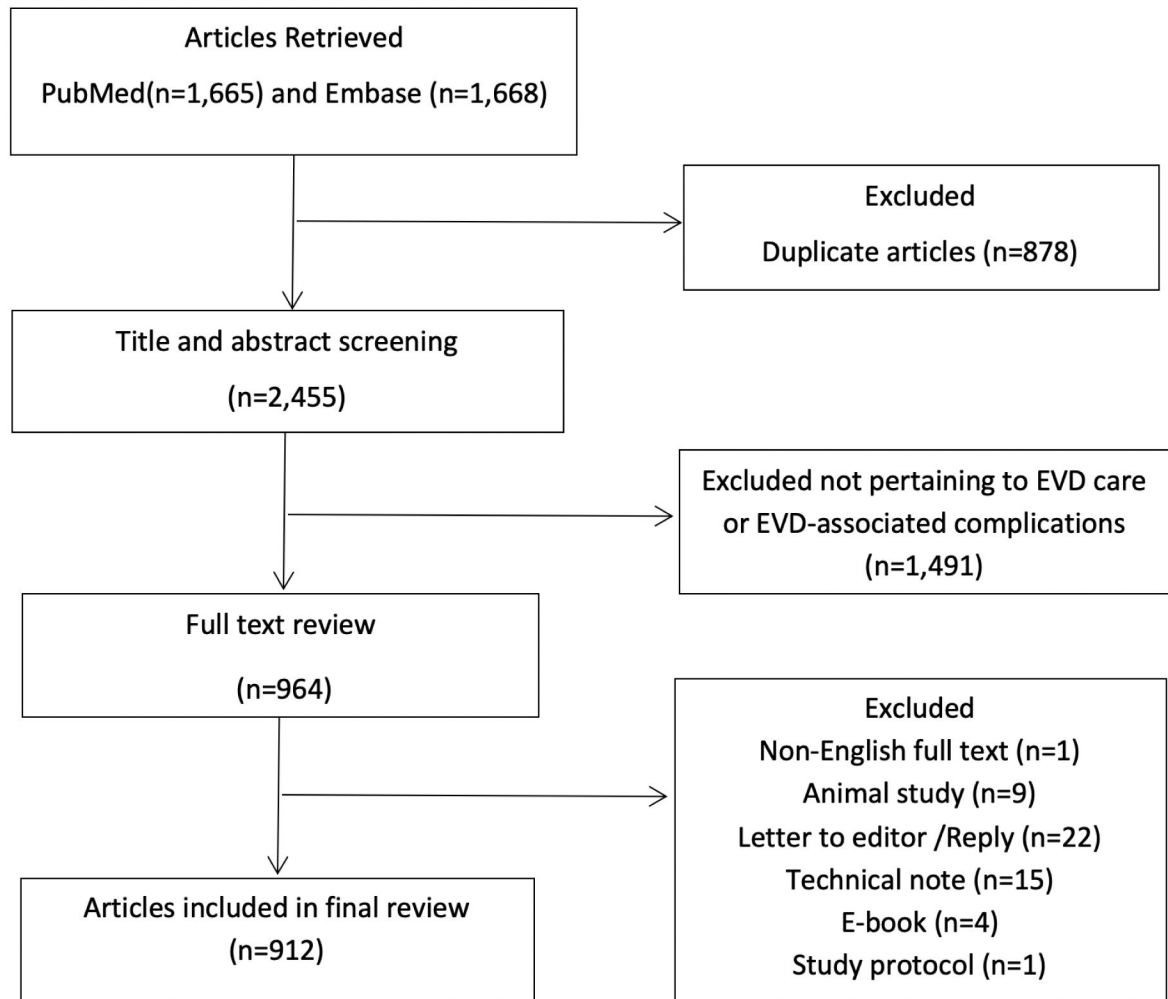 Articles Retrieved
PubMed(n=1,665) and Embase (n=1,668)
Excluded
Duplicate articles (n=878)
Title and abstract screening
(n=2,455)
Excluded not pertaining to EVD care
or EVD-associated complications
(n=1,491)
Full text review
(n=964)
Excluded
Non-English full text (n=1)
Animal study (n=9)
Letter to editor /Reply (n=22)
Technical note (n=15)
E-book (n=4)
Study protocol (n=1)
Articles included in final review
(n=912)